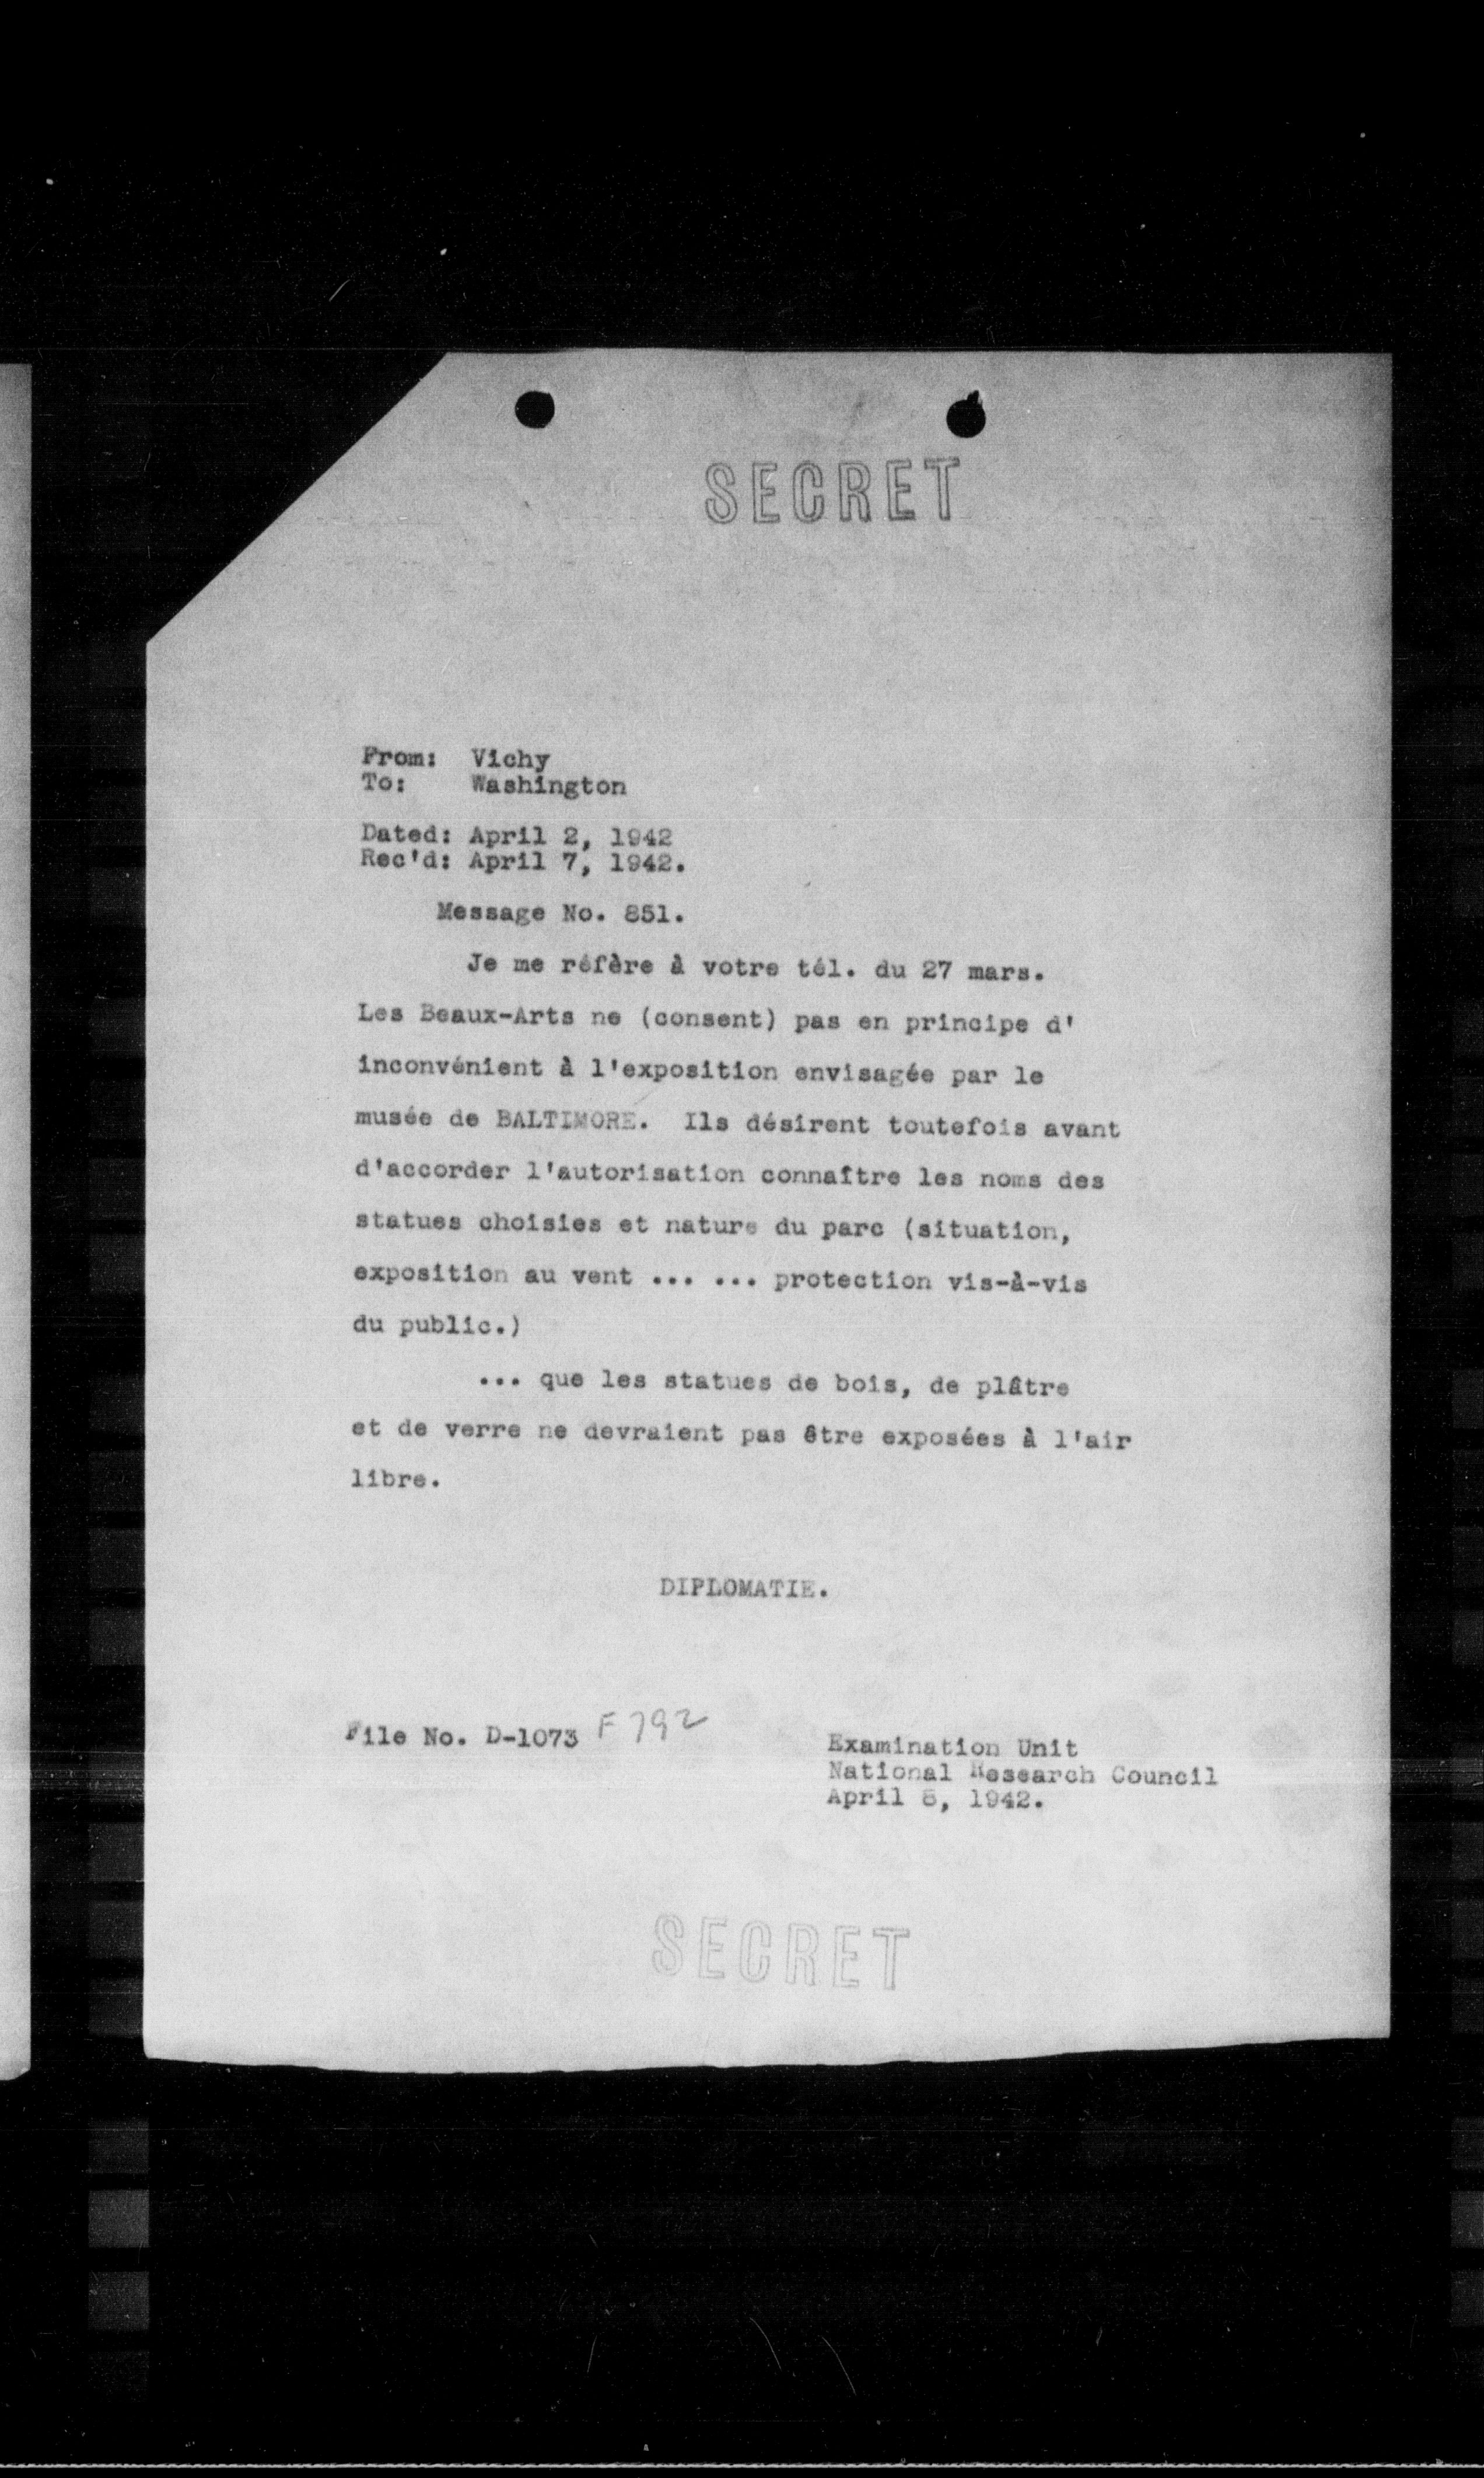 SECRET
From: Vichy
To: Washington
Dated: April 2, 1942
Rec'd: April 7, 1942.
Message No. 851.
Je me réfère à votre tél. du 27 mars.
Les Beaux-Arts ne (consent) pas en principe d'
inconvénient à l'exposition envisagée par le
musée de BALTIMORE. Ils désirent toutefois avant
d'accorder l'autorisation connaître les noms des
statues choisies et nature du parc (situation,
exposition au vent ... ... protection vis-à-vis
du public.)
... que les statues de bois, de plâtre
et de verre ne devraient pas être exposées à l'air
libre.
DIPLOMATIE.
File No. D-1073 F 792
Examination Unit
National Research Council
April 8, 1942.
SECRET